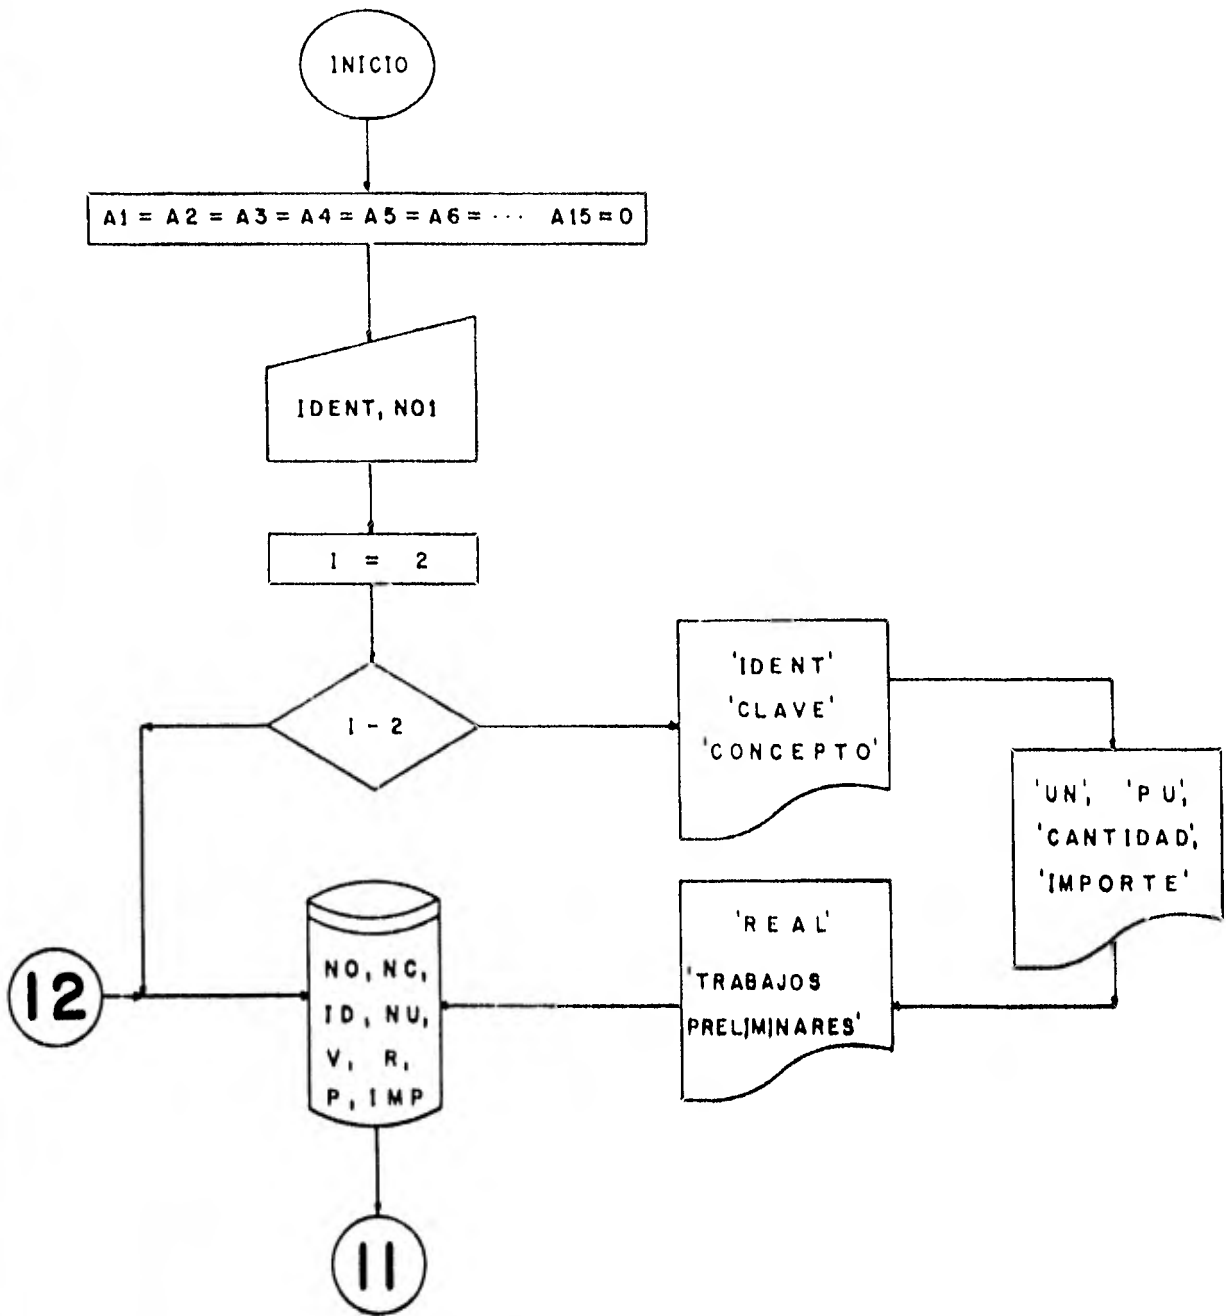 INICIO
A1 = A2 = A3 = A4 = A5 = A6 = ... A15 = 0
IDENT, NO1
I = 2
I - 2
'IDENT'
'CLAVE'
'CONCEPTO'
'UN', 'PU',
'CANTIDAD',
'IMPORTE'
'REAL'
'TRABAJOS
PRELIMINARES'
NO, NC,
ID, NU,
V, R,
P, IMP
12
11